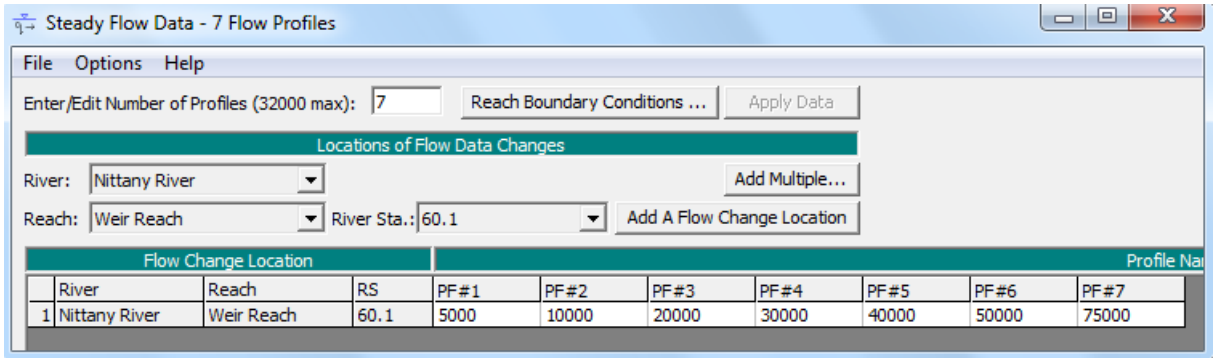 Steady Flow Data - 7 Flow Profiles
File Options Help
Enter/Edit Number of Profiles (32000 max): 7 Reach Boundary Conditions ... Apply Data
Locations of Flow Data Changes
River: Nittany River Add Multiple...
Reach: Weir Reach River Sta.: 60.1 Add A Flow Change Location
Flow Change Location Profile Nar
River Reach RS PF#1 PF#2 PF#3 PF#4 PF#5 PF#6 PF#7
1 Nittany River Weir Reach 60.1 5000 10000 20000 30000 40000 50000 75000